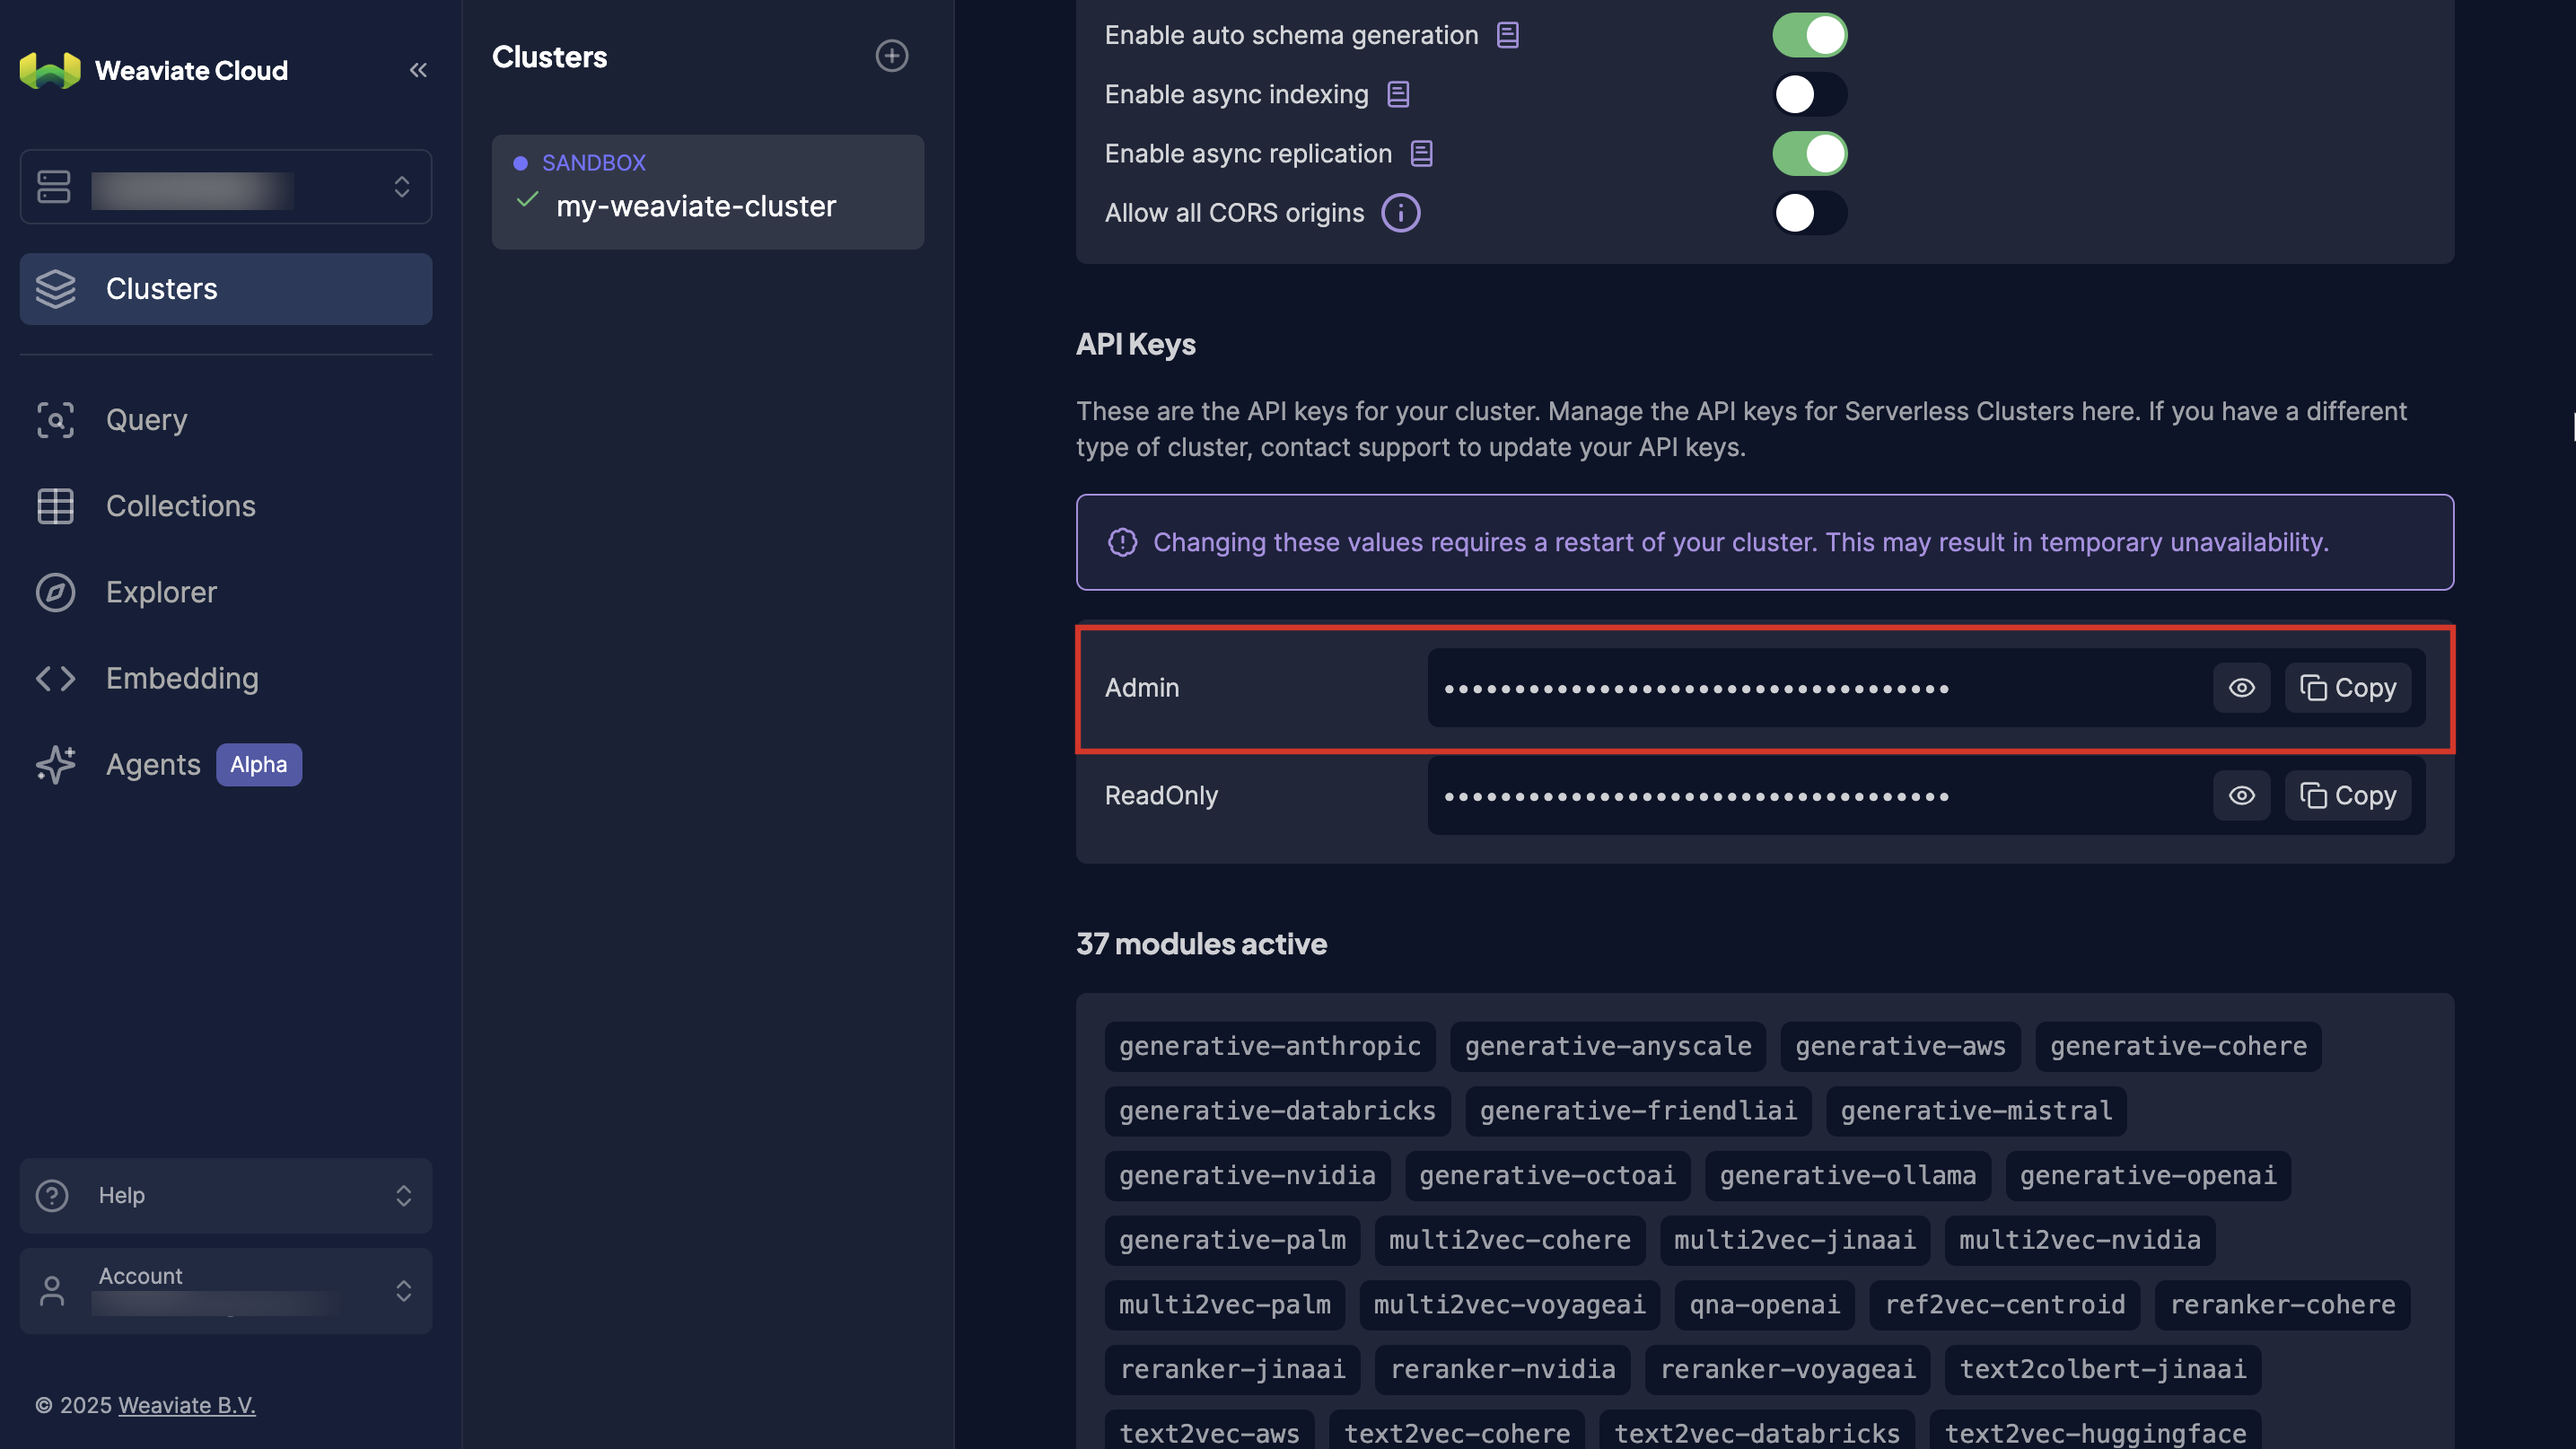 Weaviate Cloud
Clusters
Query
Collections
Explorer
Embedding
Agents Alpha
Help
Account
© 2025 Weaviate B.V.
Clusters
SANDBOX
my-weaviate-cluster
Enable auto schema generation
Enable async indexing
Enable async replication
Allow all CORS origins
API Keys
These are the API keys for your cluster. Manage the API keys for Serverless Clusters here. If you have a different
type of cluster, contact support to update your API keys.
Changing these values requires a restart of your cluster. This may result in temporary unavailability.
Admin •••••••••••••••••••••••••••••••••••• Copy
ReadOnly •••••••••••••••••••••••••••••••••••• Copy
37 modules active
generative-anthropic generative-anyscale generative-aws generative-cohere
generative-databricks generative-friendliai generative-mistral
generative-nvidia generative-octoai generative-ollama generative-openai
generative-palm multi2vec-cohere multi2vec-jinaai multi2vec-nvidia
multi2vec-palm multi2vec-voyageai qna-openai ref2vec-centroid reranker-cohere
reranker-jinaai reranker-nvidia reranker-voyageai text2colbert-jinaai
text2vec-aws text2vec-cohere text2vec-databricks text2vec-huggingface